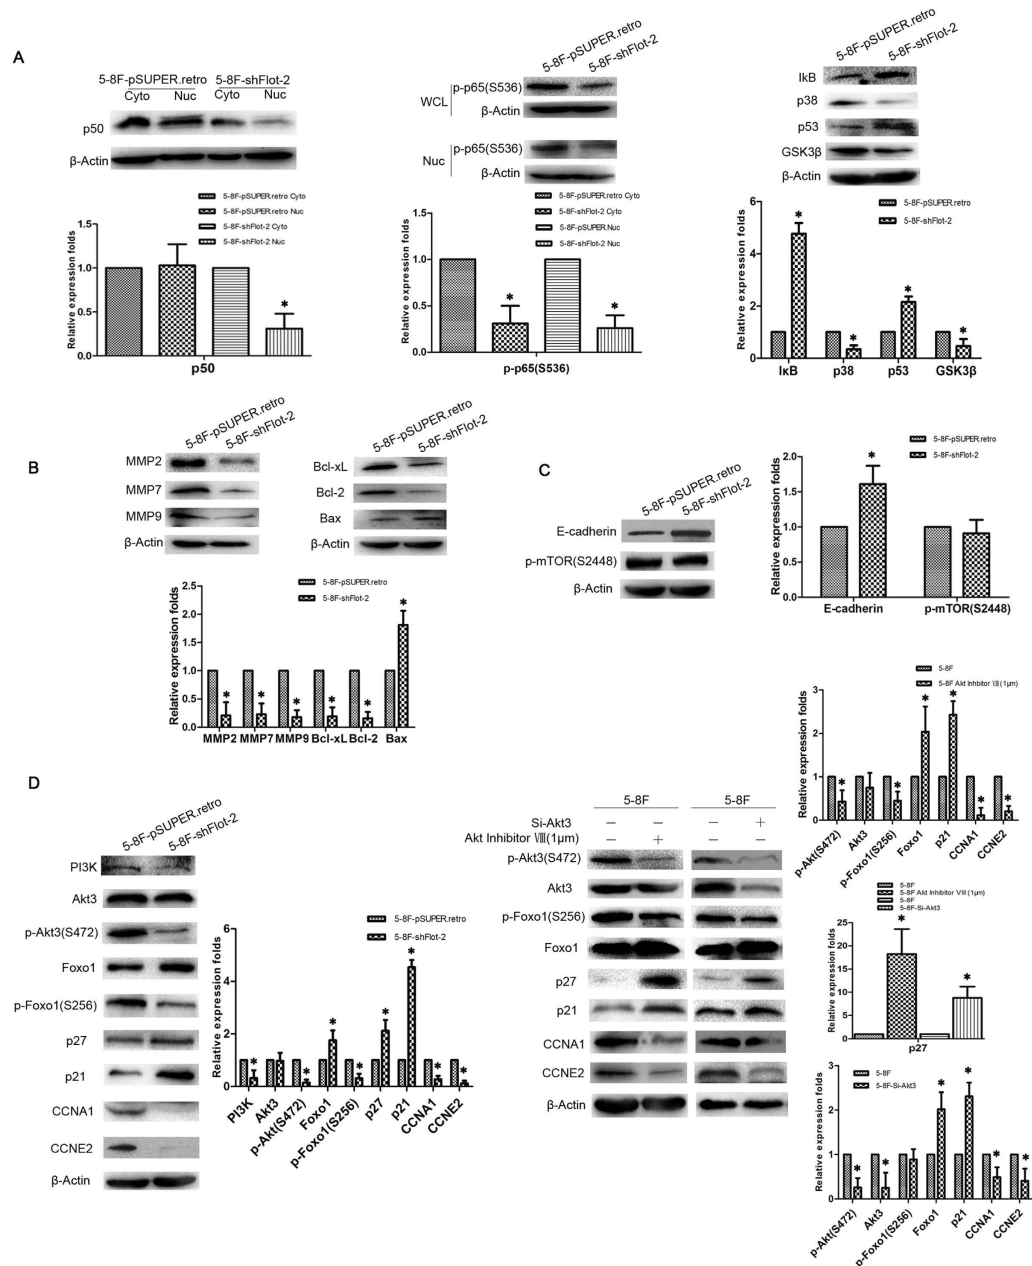 A
5-8F-pSUPER.retro 5-8F-shFlot-2
Cyto Nuc Cyto Nuc
p50
β-Actin
5-8F-pSUPER.retro Cyto
5-8F-pSUPER.retro Nuc
5-8F-shFlot-2 Cyto
5-8F-shFlot-2 Nuc
Relative expression folds
1.5
1.0
0.5
0.0
*
p50
5-8F-pSUPER.retro
5-8F-shFlot-2
WCL
p-p65(S536)
β-Actin
Nuc
p-p65(S536)
β-Actin
5-8F-pSUPER.retro Cyto
5-8F-shFlot-2 Cyto
5-8F-pSUPER.Nuc
5-8F-shFlot-2 Nuc
Relative expression folds
1.5
1.0
0.5
0.0
* *
p-p65(S536)
5-8F-pSUPER.retro
5-8F-shFlot-2
IκB
p38
p53
GSK3β
β-Actin
5-8F-pSUPER.retro
5-8F-shFlot-2
Relative expression folds
6
4
2
0
* * * *
IκB p38 p53 GSK3β
B
5-8F-pSUPER.retro
5-8F-shFlot-2
MMP2
MMP7
MMP9
β-Actin
5-8F-pSUPER.retro
5-8F-shFlot-2
Bcl-xL
Bcl-2
Bax
β-Actin
5-8F-pSUPER.retro
5-8F-shFlot-2
Relative expression folds
2.5
2.0
1.5
1.0
0.5
0.0
* * * * * *
MMP2 MMP7 MMP9 Bcl-xL Bcl-2 Bax
C
5-8F-pSUPER.retro
5-8F-shFlot-2
E-cadherin
p-mTOR(S2448)
β-Actin
5-8F-pSUPER.retro
5-8F-shFlot-2
Relative expression folds
2.0
1.5
1.0
0.5
0.0
*
E-cadherin p-mTOR(S2448)
D
5-8F-pSUPER.retro
5-8F-shFlot-2
PI3K
Akt3
p-Akt3(S472)
Foxo1
p-Foxo1(S256)
p27
p21
CCNA1
CCNE2
β-Actin
5-8F-pSUPER.retro
5-8F-shFlot-2
Relative expression folds
6
4
2
0
* * * * * * * *
PI3K Akt3 p-Akt(S472) Foxo1 p-Foxo1(S256) p27 p21 CCNA1 CCNE2
5-8F 5-8F
Si-Akt3 − − − +
Akt Inhibitor Ⅷ(1μm) − + − −
p-Akt3(S472)
Akt3
p-Foxo1(S256)
Foxo1
p27
p21
CCNA1
CCNE2
β-Actin
5-8F
5-8F Akt Inhbitor Ⅷ(1μm)
Relative expression folds
3
2
1
0
* * * * * *
p-Akt(S472) Akt3 p-Foxo1(S256) Foxo1 p21 CCNA1 CCNE2
5-8F
5-8F Akt Inhibitor VIII (1μm)
5-8F
5-8F-Si-Akt3
Relative expression folds
25
20
15
10
5
0
* *
p27
5-8F
5-8F-Si-Akt3
Relative expression folds
3
2
1
0
* * * * * *
p-Akt(S472) Akt3 p-Foxo1(S256) Foxo1 p21 CCNA1 CCNE2